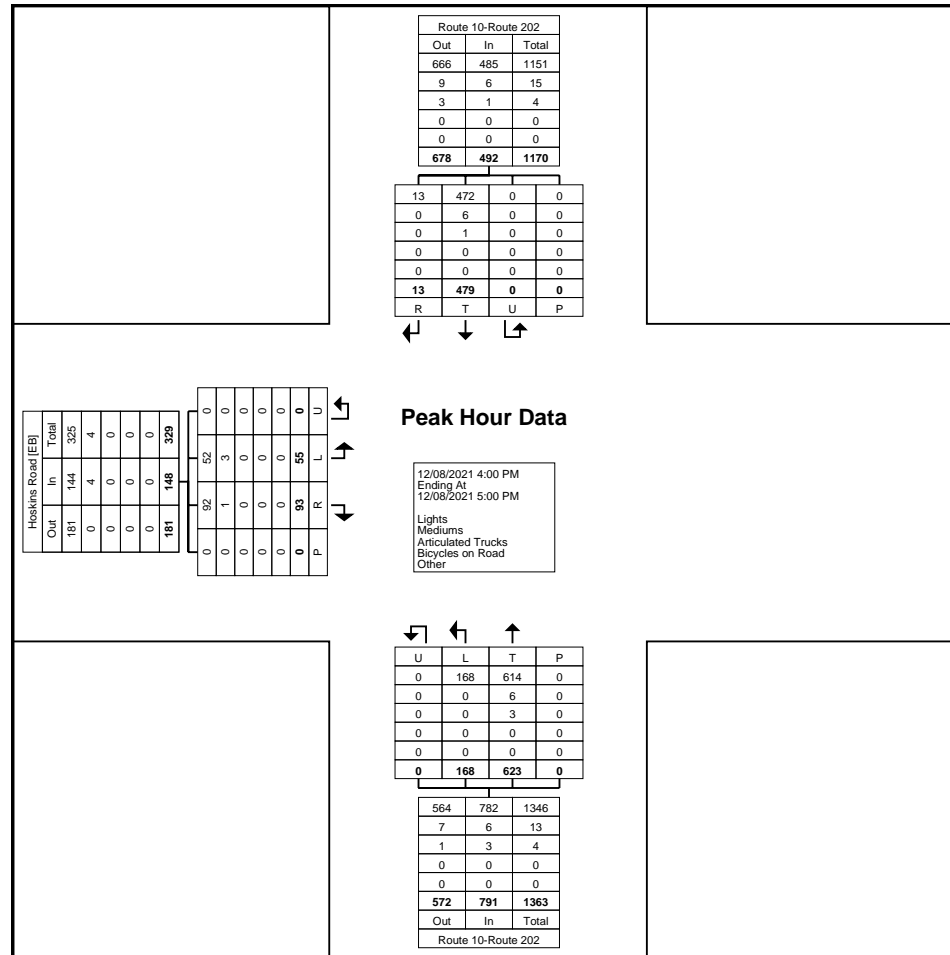 Route 10-Route 202
Out In Total
666 485 1151
9 6 15
3 1 4
0 0 0
0 0 0
678 492 1170
13 472 0 0
0 6 0 0
0 1 0 0
0 0 0 0
0 0 0 0
13 479 0 0
R T U P
Hoskins Road [EB]
Out In Total
181 144 325
0 4 4
0 0 0
0 0 0
0 0 0
181 148 329
0 92 52 0
0 1 3 0
0 0 0 0
0 0 0 0
0 0 0 0
0 93 55 0
P R L U
Peak Hour Data
12/08/2021 4:00 PM
Ending At
12/08/2021 5:00 PM
Lights
Mediums
Articulated Trucks
Bicycles on Road
Other
U L T P
0 168 614 0
0 0 6 0
0 0 3 0
0 0 0 0
0 0 0 0
0 168 623 0
564 782 1346
7 6 13
1 3 4
0 0 0
0 0 0
572 791 1363
Out In Total
Route 10-Route 202